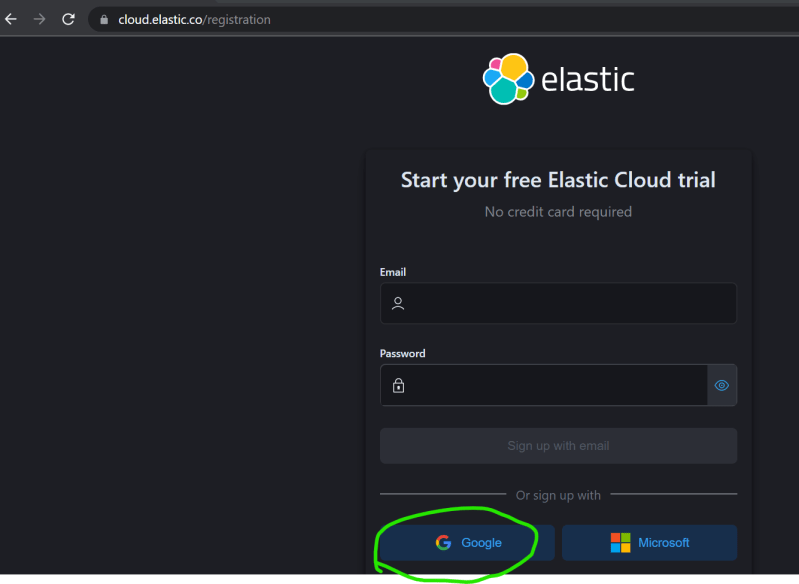 cloud.elastic.co/registration
elastic
Start your free Elastic Cloud trial
No credit card required
Email
Password
Sign up with email
Or sign up with
Google
Microsoft